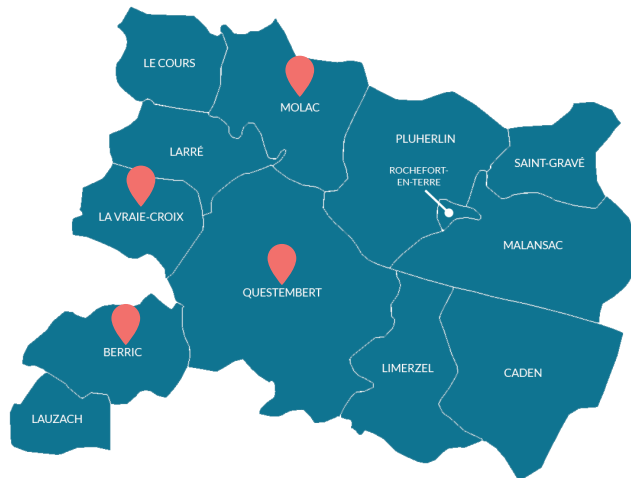 LE COURS
MOLAC
PLUHERLIN
LARRÉ
SAINT-GRAVÉ
ROCHEFORT-
EN-TERRE
LA VRAIE-CROIX
MALANSAC
QUESTEMBERT
BERRIC
LIMERZEL
CADEN
LAUZACH